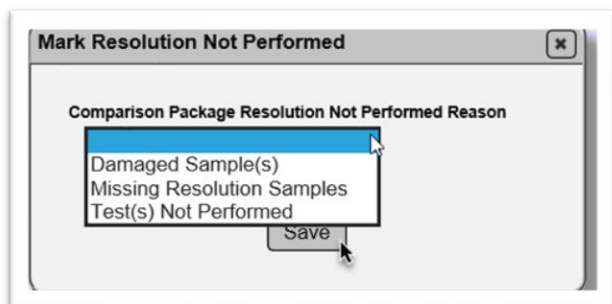 Mark Resolution Not Performed
Comparison Package Resolution Not Performed Reason
Damaged Sample(s)
Missing Resolution Samples
Test(s) Not Performed
Save